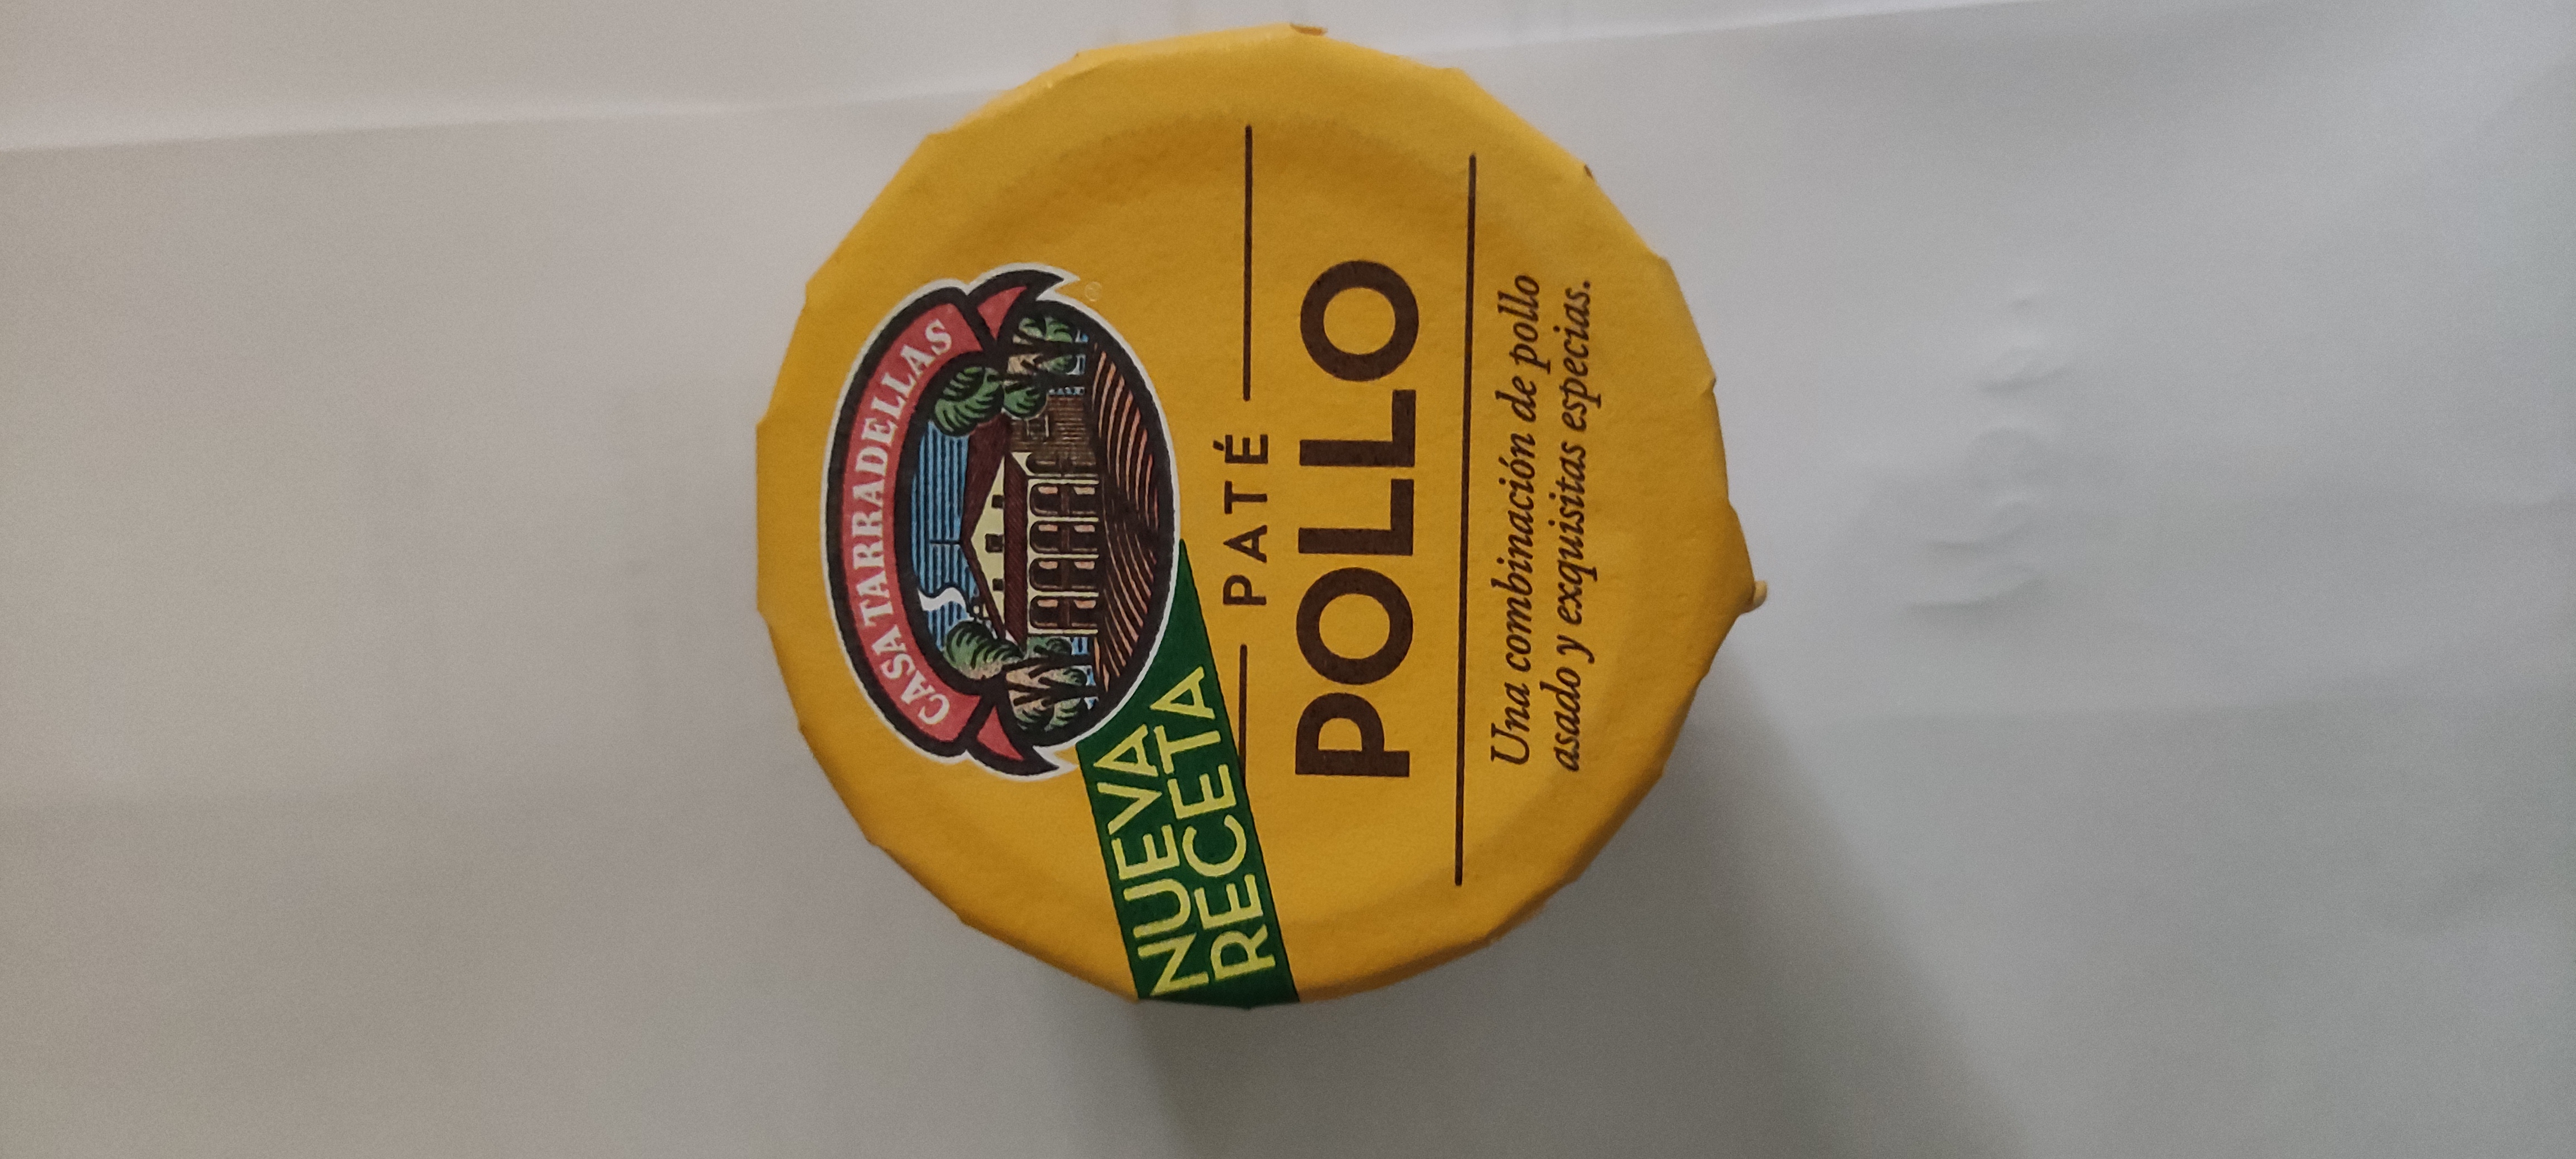 CASA TARRADELLAS
®
NUEVA
RECETA
PATÉ
POLLO
Una combinación de pollo
asado y exquisitas especias.